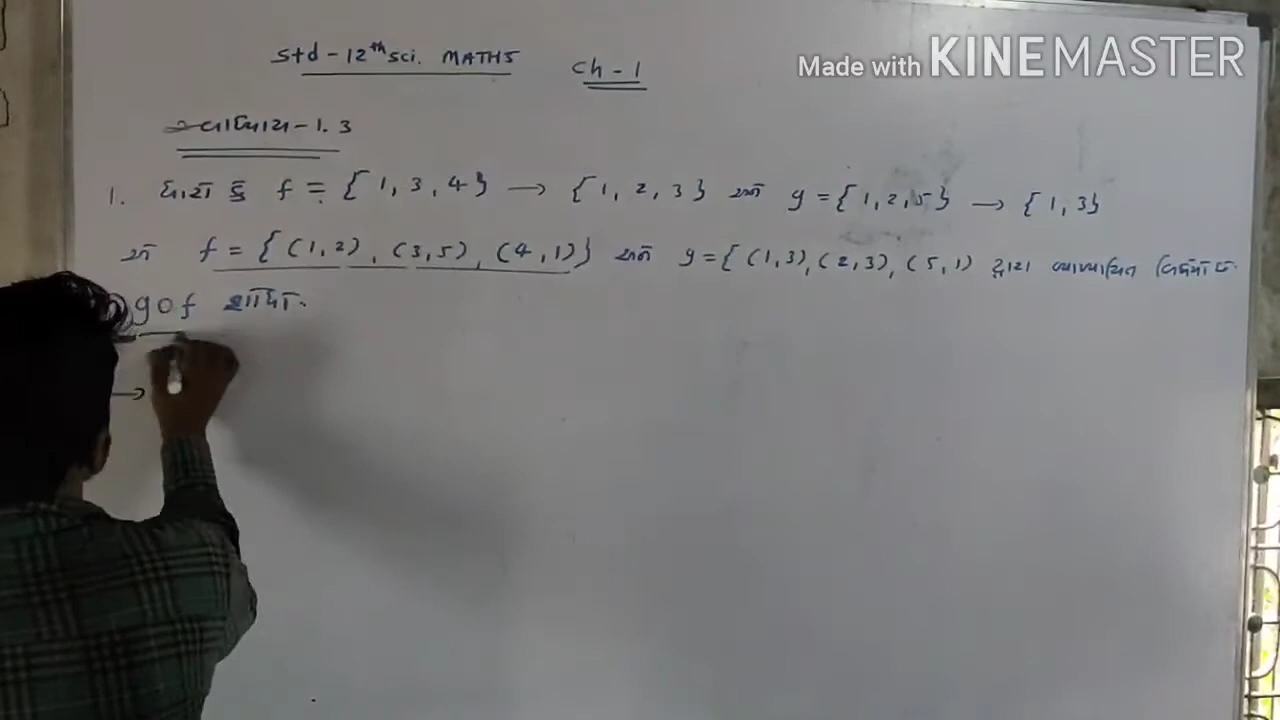 Made with KINEMASTER
Std - 12th sci. MATHS Ch - 1
સ્વાધ્યાય - 1.3
1. ધારો કે f = { 1, 3, 4 } → { 1, 2, 3 } અને g = { 1, 2, 5 } → { 1, 3 }
અને f = { (1, 2), (3, 5), (4, 1) } અને g = { (1, 3), (2, 3), (5, 1) દ્વારા વ્યાખ્યાયિત
gof શોધો.
→